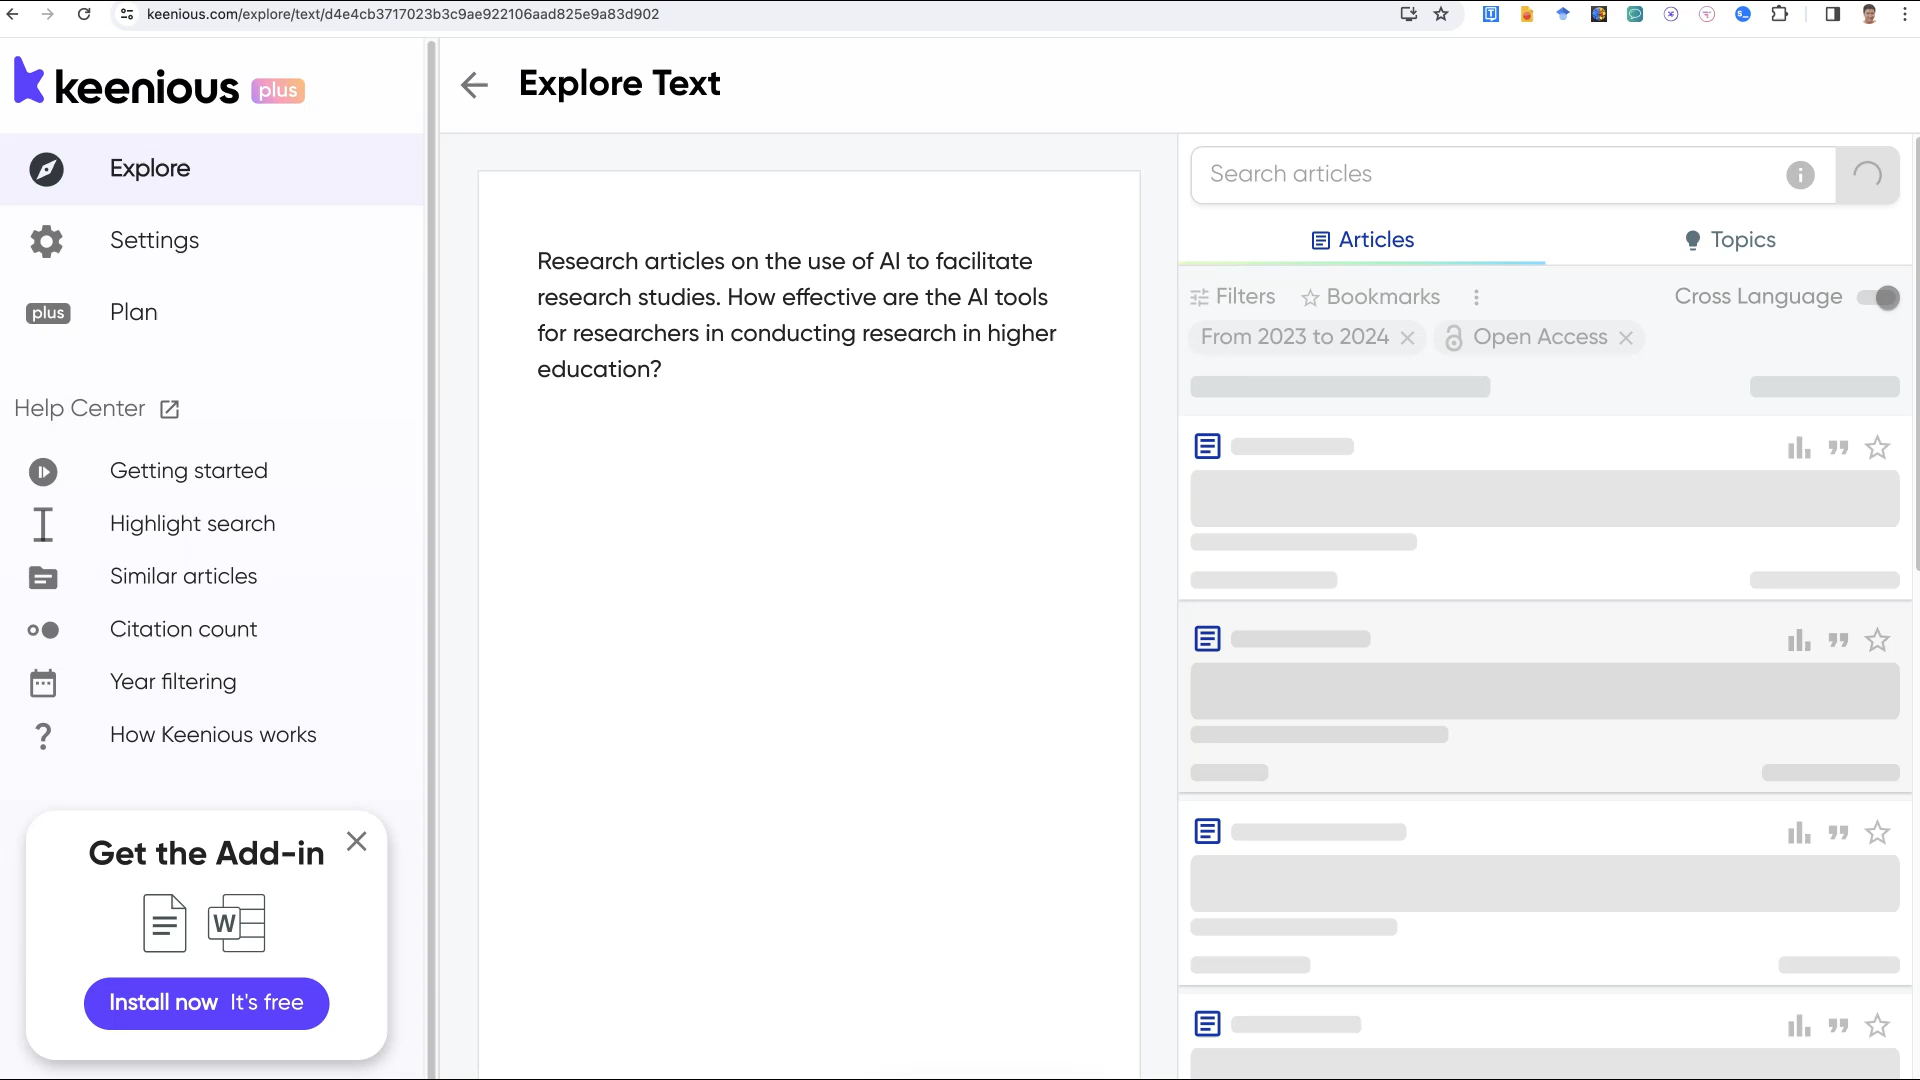 keenious.com/explore/text/d4e4cb3717023b3c9ae922106aad825e9a83d902
keenious plus
Explore Text
Explore
Settings
plus Plan
Help Center
Getting started
Highlight search
Similar articles
Citation count
Year filtering
How Keenious works
Get the Add-in
W
Install now It's free
Research articles on the use of AI to facilitate
research studies. How effective are the AI tools
for researchers in conducting research in higher
education?
Search articles
Articles
Topics
Filters
Bookmarks
Cross Language
From 2023 to 2024
Open Access